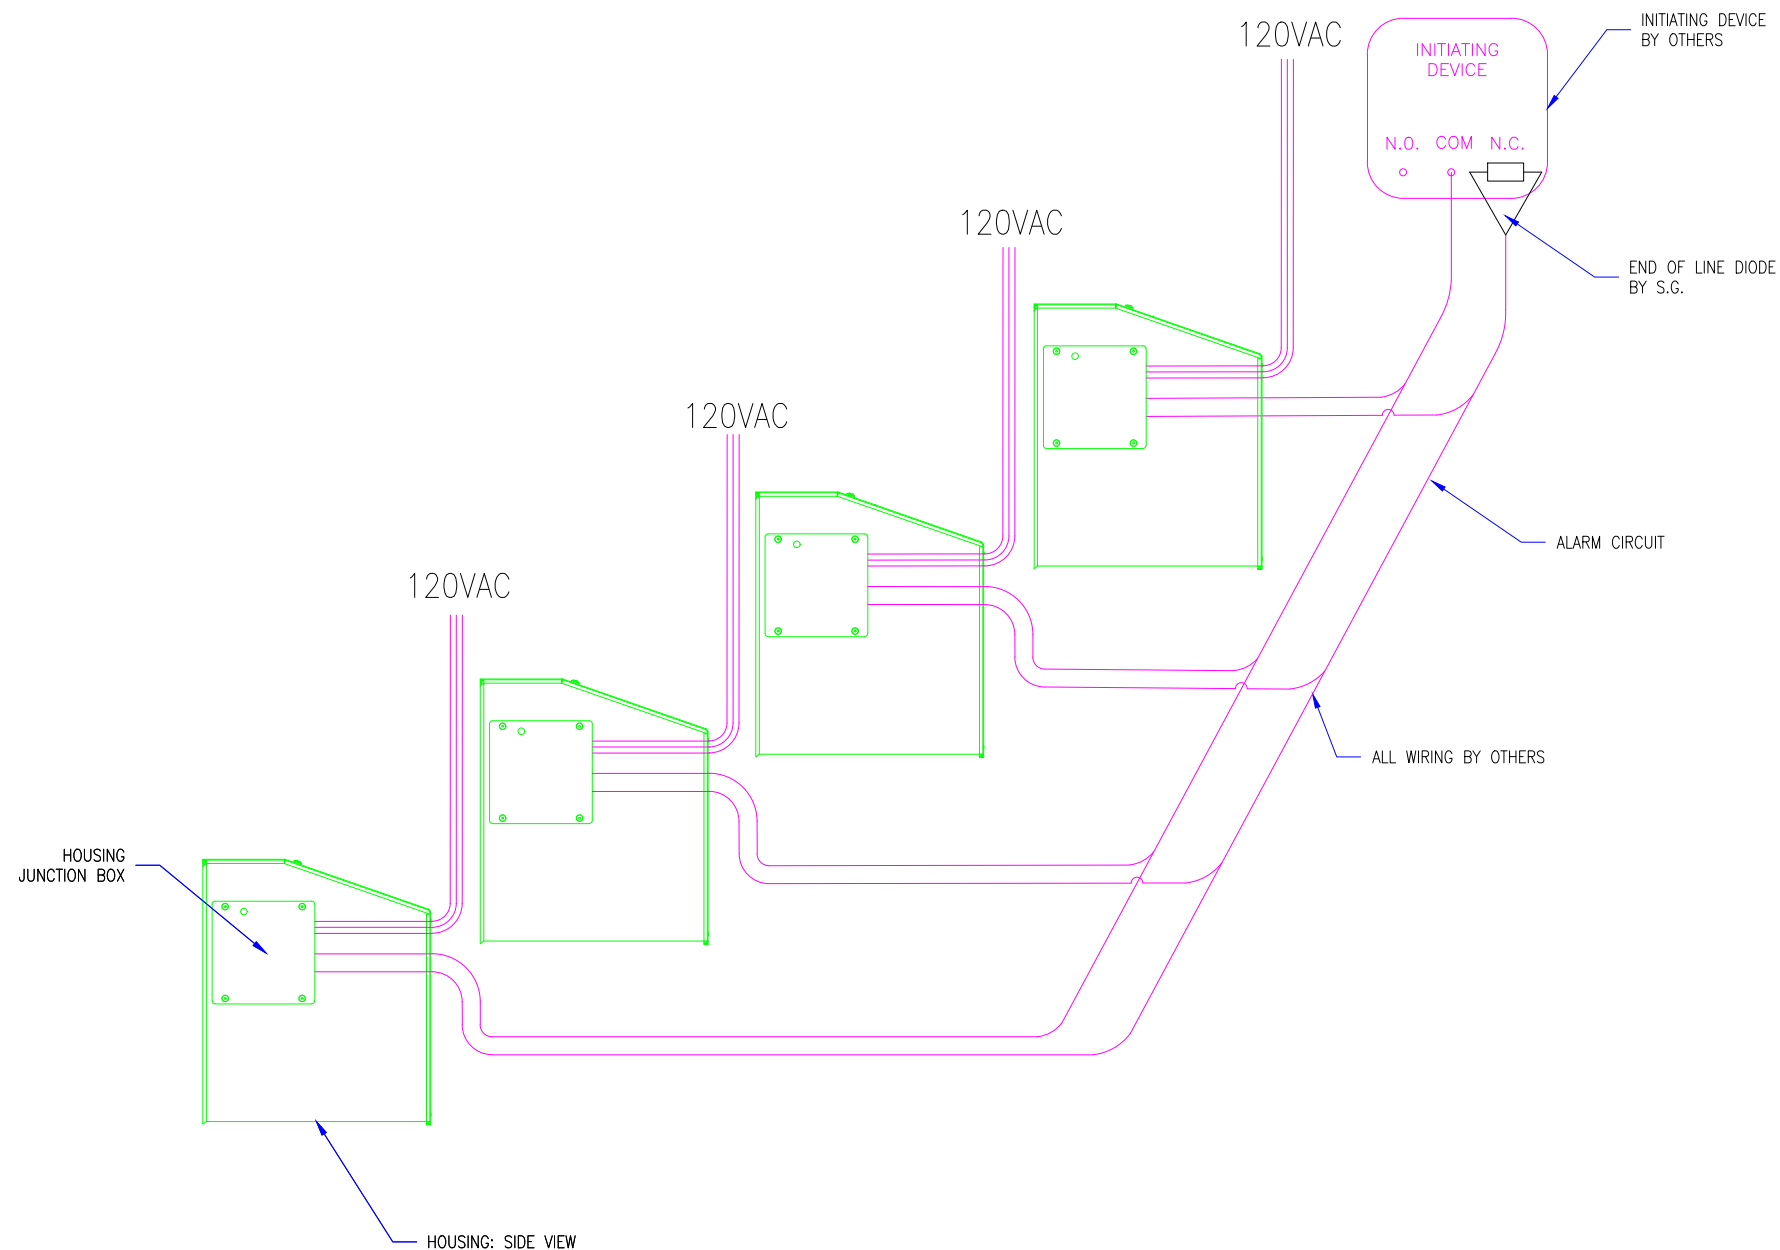 120VAC
INITIATING DEVICE
BY OTHERS
INITIATING
DEVICE
N.O. COM N.C.
120VAC
END OF LINE DIODE
BY S.G.
120VAC
ALARM CIRCUIT
120VAC
ALL WIRING BY OTHERS
HOUSING
JUNCTION BOX
HOUSING: SIDE VIEW